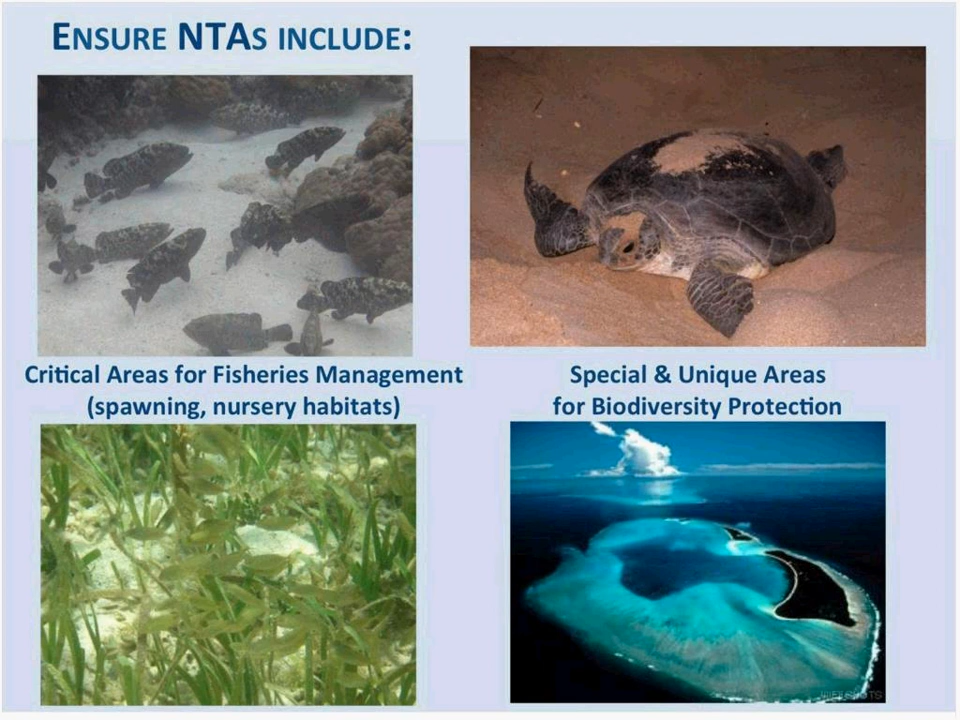 ENSURE NTAS INCLUDE:
Critical Areas for Fisheries Management
(spawning, nursery habitats)
Special & Unique Areas
for Biodiversity Protection